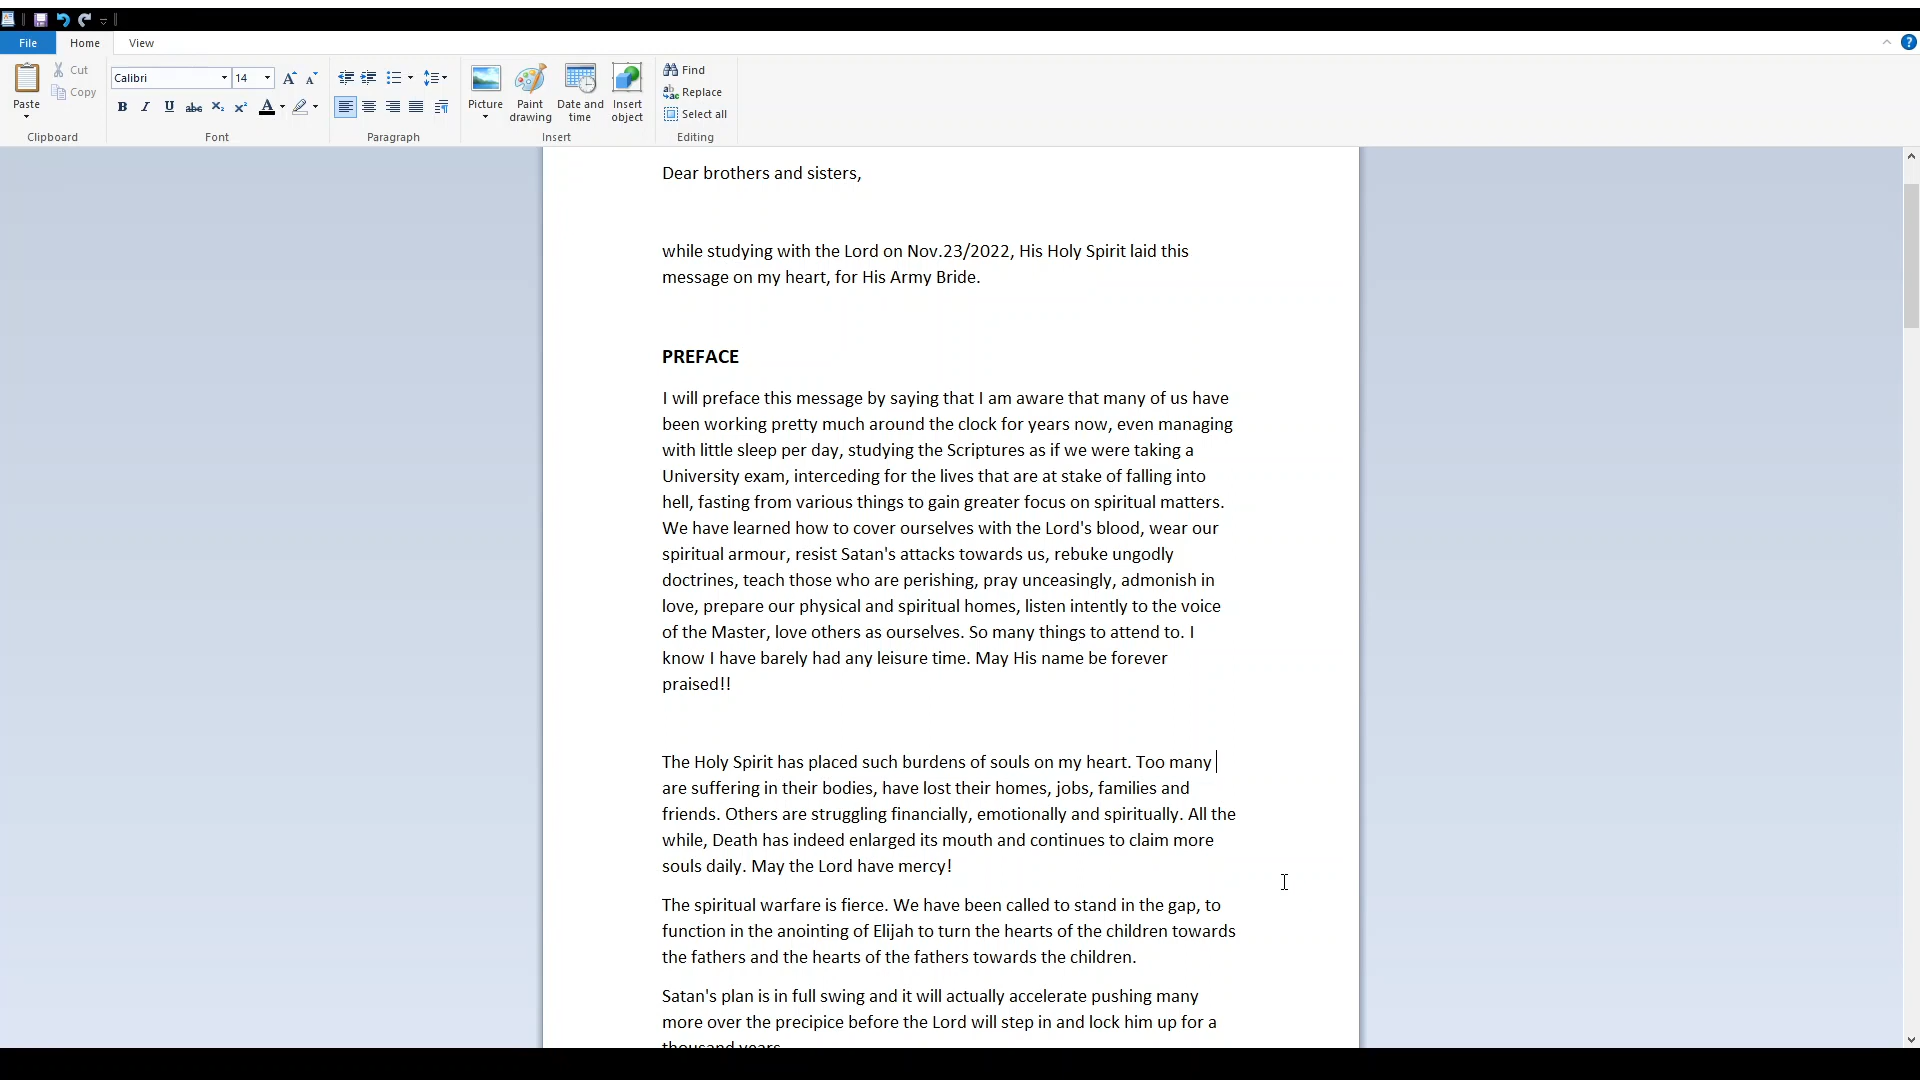 File Home View
Paste
Cut
Copy
Clipboard
Calibri 14
Font
Paragraph
Picture
Paint drawing
Date and time
Insert object
Insert
Find
Replace
Select all
Editing
Dear brothers and sisters,
while studying with the Lord on Nov.23/2022, His Holy Spirit laid this
message on my heart, for His Army Bride.
PREFACE
I will preface this message by saying that I am aware that many of us have
been working pretty much around the clock for years now, even managing
with little sleep per day, studying the Scriptures as if we were taking a
University exam, interceding for the lives that are at stake of falling into
hell, fasting from various things to gain greater focus on spiritual matters.
We have learned how to cover ourselves with the Lord's blood, wear our
spiritual armour, resist Satan's attacks towards us, rebuke ungodly
doctrines, teach those who are perishing, pray unceasingly, admonish in
love, prepare our physical and spiritual homes, listen intently to the voice
of the Master, love others as ourselves. So many things to attend to. I
know I have barely had any leisure time. May His name be forever
praised!!
The Holy Spirit has placed such burdens of souls on my heart. Too many
are suffering in their bodies, have lost their homes, jobs, families and
friends. Others are struggling financially, emotionally and spiritually. All the
while, Death has indeed enlarged its mouth and continues to claim more
souls daily. May the Lord have mercy!
The spiritual warfare is fierce. We have been called to stand in the gap, to
function in the anointing of Elijah to turn the hearts of the children towards
the fathers and the hearts of the fathers towards the children.
Satan's plan is in full swing and it will actually accelerate pushing many
more over the precipice before the Lord will step in and lock him up for a
thousand years